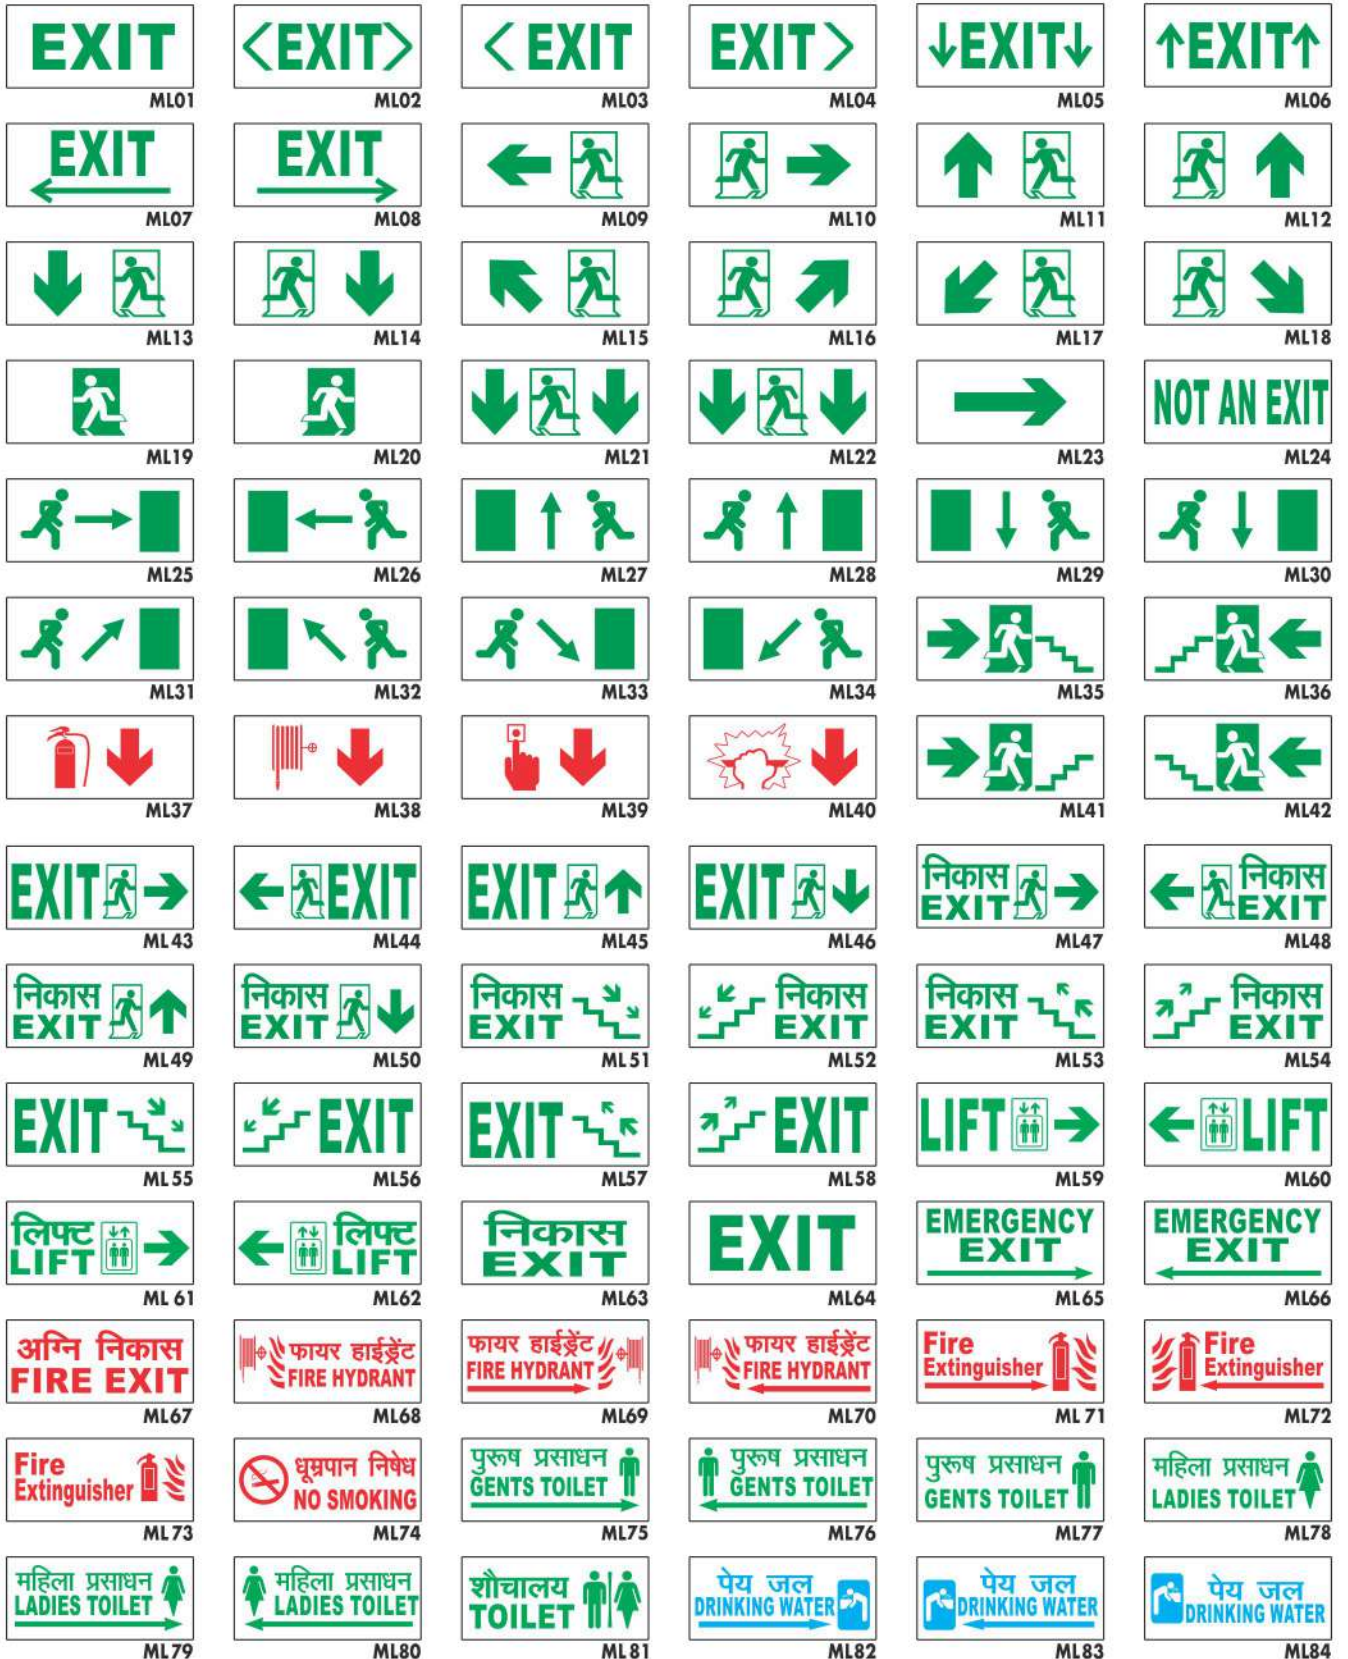 EXIT
ML01
<EXIT>
ML02
< EXIT
ML03
EXIT >
ML04
↓EXIT↓
ML05
↑EXIT↑
ML06
EXIT
ML07
EXIT
ML08
ML09
ML10
ML11
ML12
ML13
ML14
ML15
ML16
ML17
ML18
ML19
ML20
ML21
ML22
ML23
NOT AN EXIT
ML24
ML25
ML26
ML27
ML28
ML29
ML30
ML31
ML32
ML33
ML34
ML35
ML36
ML37
ML38
ML39
ML40
ML41
ML42
EXIT
ML43
EXIT
ML44
EXIT
ML45
EXIT
ML46
निकास
EXIT
ML47
निकास
EXIT
ML48
निकास
EXIT
ML49
निकास
EXIT
ML50
निकास
EXIT
ML51
निकास
EXIT
ML52
निकास
EXIT
ML53
निकास
EXIT
ML54
EXIT
ML55
EXIT
ML56
EXIT
ML57
EXIT
ML58
LIFT
ML59
LIFT
ML60
लिफ्ट
LIFT
ML 61
लिफ्ट
LIFT
ML62
निकास
EXIT
ML63
EXIT
ML64
EMERGENCY
EXIT
ML65
EMERGENCY
EXIT
ML66
अग्नि निकास
FIRE EXIT
ML67
फायर हाईड्रेंट
FIRE HYDRANT
ML68
फायर हाईड्रेंट
FIRE HYDRANT
ML69
फायर हाईड्रेंट
FIRE HYDRANT
ML70
Fire
Extinguisher
ML 71
Fire
Extinguisher
ML72
Fire
Extinguisher
ML73
धूम्रपान निषेध
NO SMOKING
ML74
पुरूष प्रसाधन
GENTS TOILET
ML75
पुरूष प्रसाधन
GENTS TOILET
ML76
पुरूष प्रसाधन
GENTS TOILET
ML77
महिला प्रसाधन
LADIES TOILET
ML78
महिला प्रसाधन
LADIES TOILET
ML79
महिला प्रसाधन
LADIES TOILET
ML80
शौचालय
TOILET
ML81
पेय जल
DRINKING WATER
ML82
पेय जल
DRINKING WATER
ML83
पेय जल
DRINKING WATER
ML84